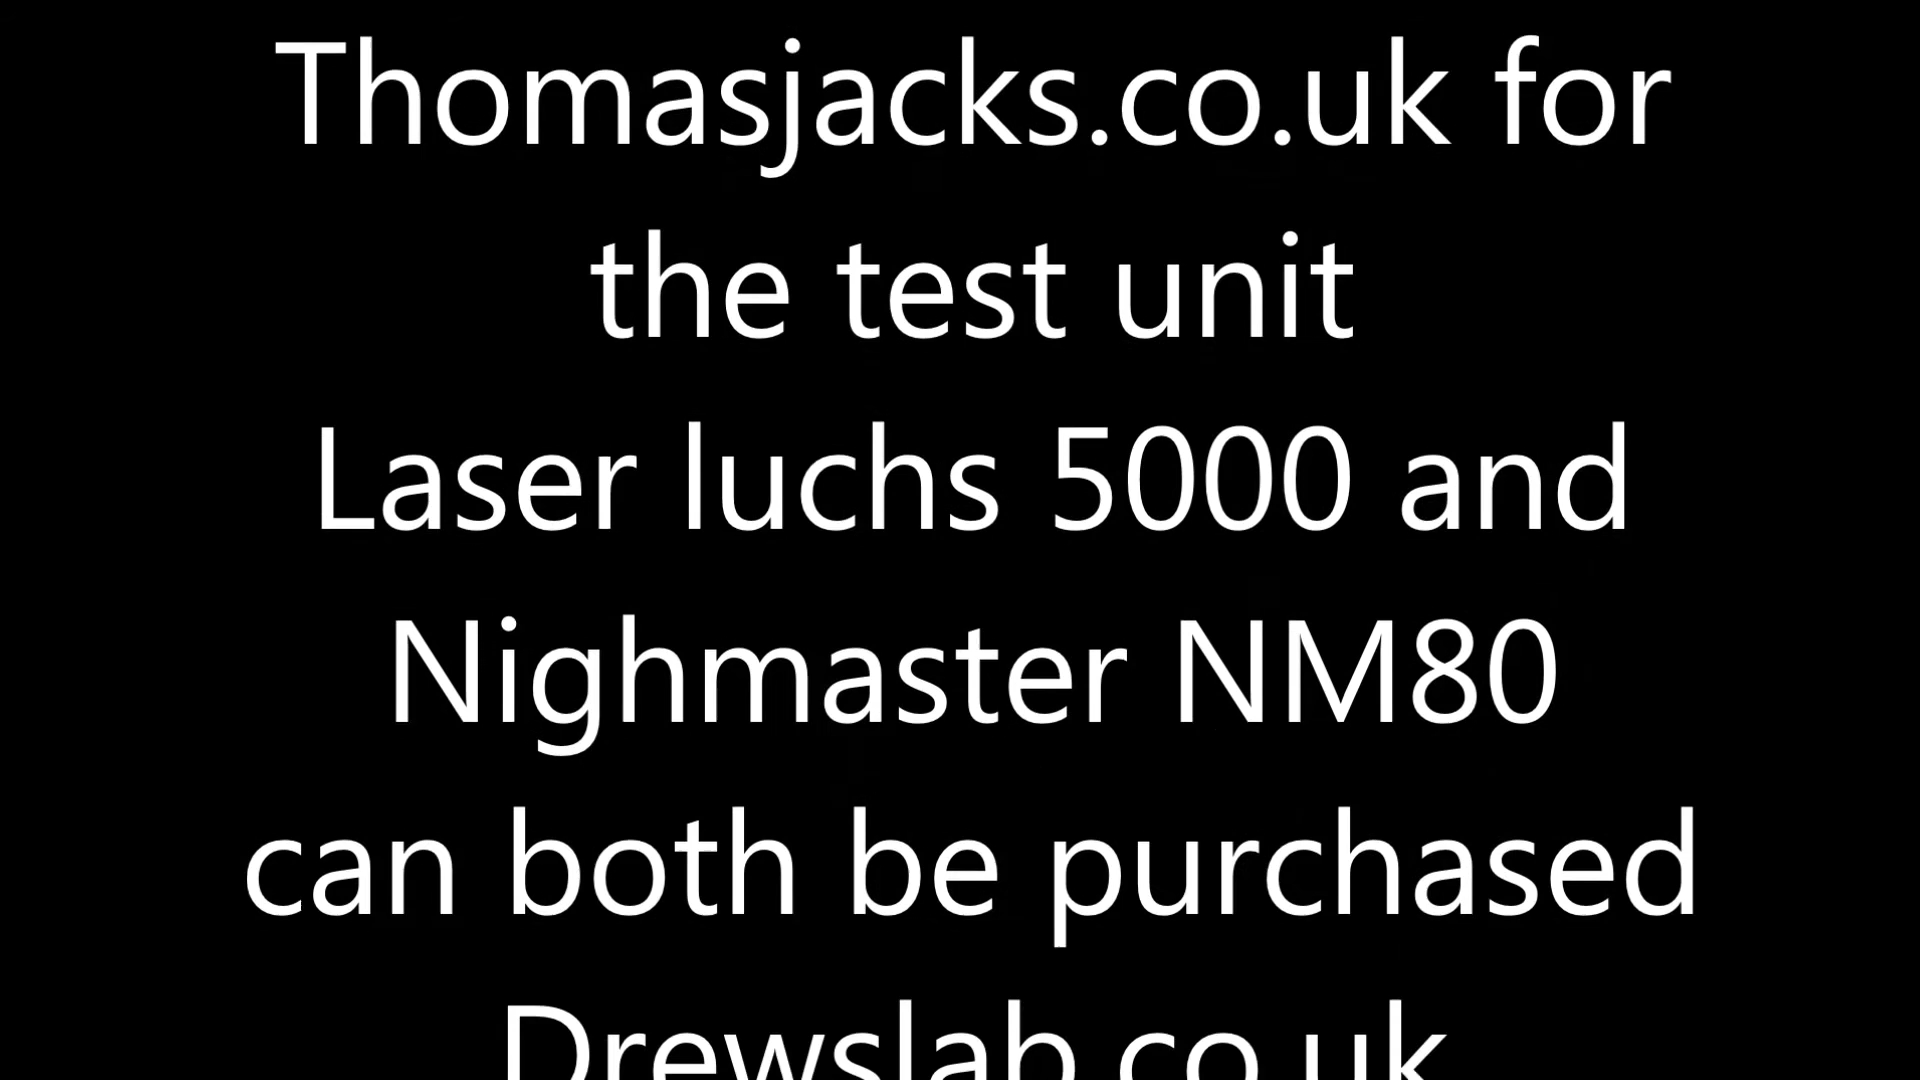 Thomasjacks.co.uk for
the test unit
Laser luchs 5000 and
Nighmaster NM80
can both be purchased
Drewslab.co.uk